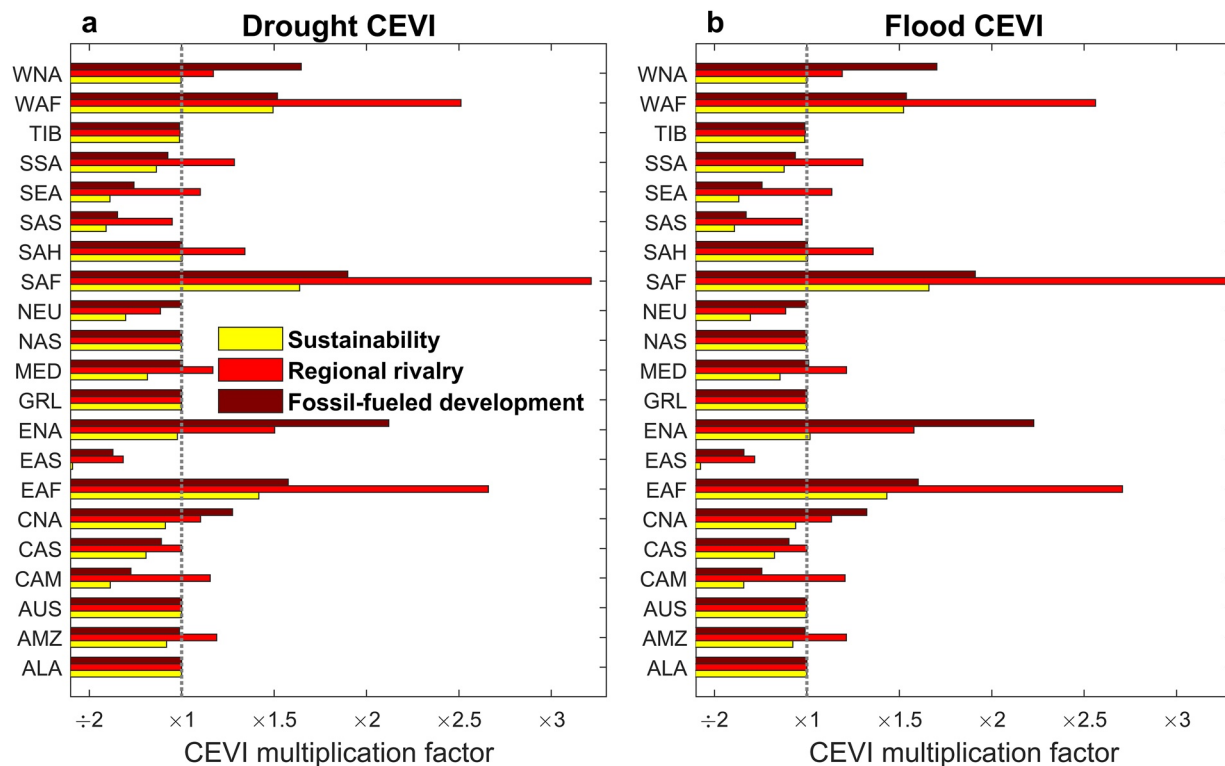 a Drought CEVI
WNA
WAF
TIB
SSA
SEA
SAS
SAH
SAF
NEU
NAS
MED
GRL
ENA
EAS
EAF
CNA
CAS
CAM
AUS
AMZ
ALA
Sustainability
Regional rivalry
Fossil-fueled development
÷2 ×1 ×1.5 ×2 ×2.5 ×3
CEVI multiplication factor
b Flood CEVI
WNA
WAF
TIB
SSA
SEA
SAS
SAH
SAF
NEU
NAS
MED
GRL
ENA
EAS
EAF
CNA
CAS
CAM
AUS
AMZ
ALA
÷2 ×1 ×1.5 ×2 ×2.5 ×3
CEVI multiplication factor